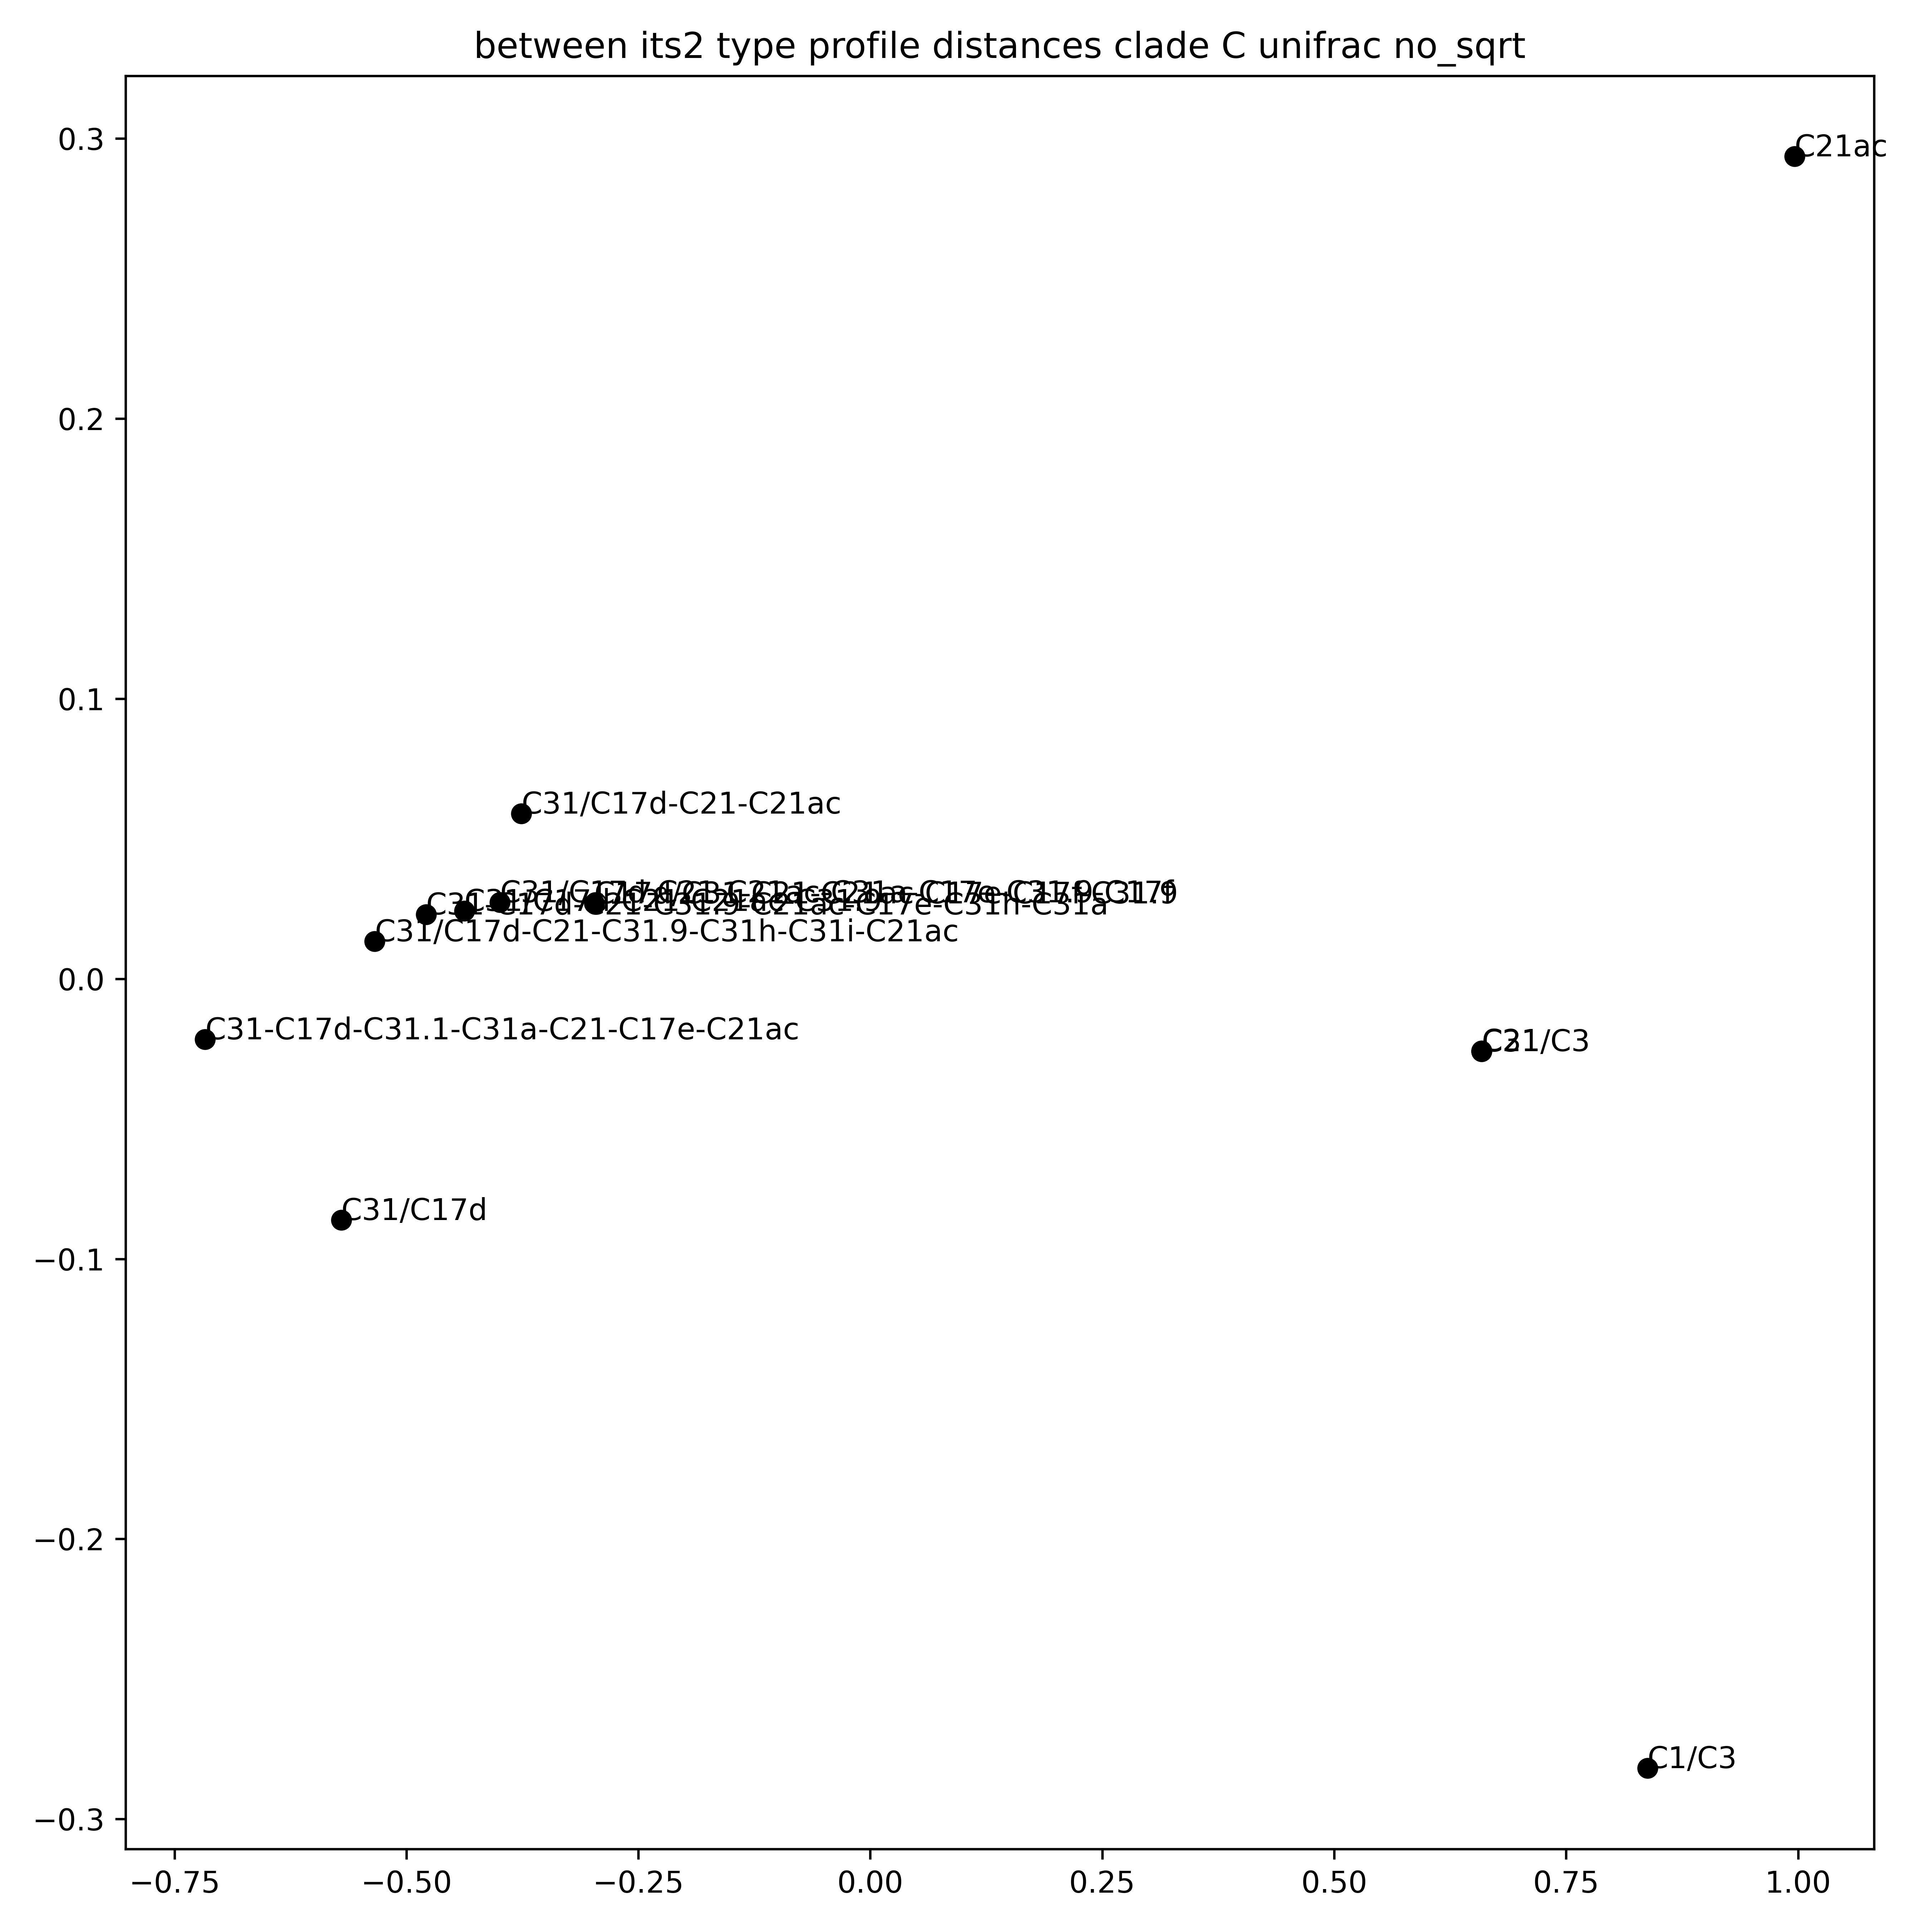 between its2 type profile distances clade C unifrac no_sqrt
0.3
C21ac
0.2
0.1
C31/C17d-C21-C21ac
C31/C17d-C21-C31.9-C31h-C31i-C21ac
0.0
C31-C17d-C31.1-C31a-C21-C17e-C21ac
C31/C17d
−0.1
−0.2
C1/C3
−0.3
−0.75 −0.50 −0.25 0.00 0.25 0.50 0.75 1.00